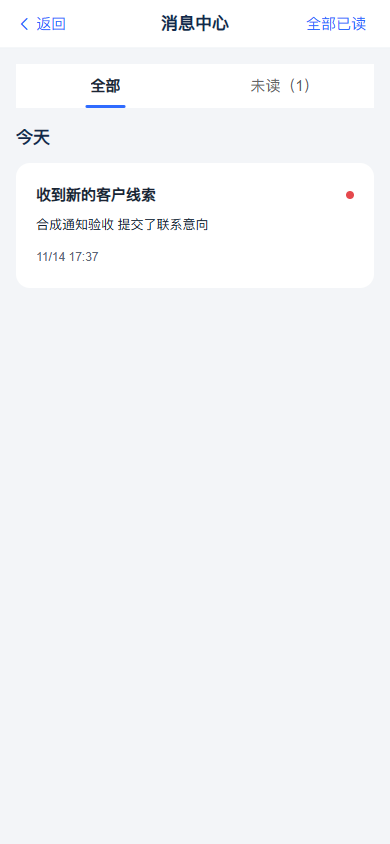 返回
消息中心
全部已读
全部
未读（1）
今天
收到新的客户线索
合成通知验收 提交了联系意向
11/14 17:37